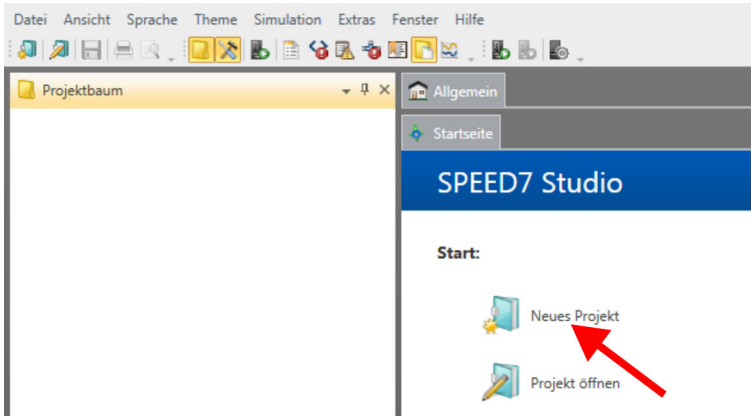 Datei Ansicht Sprache Theme Simulation Extras Fenster Hilfe
Projektbaum
Allgemein
Startseite
SPEED7 Studio
Start:
Neues Projekt
Projekt öffnen